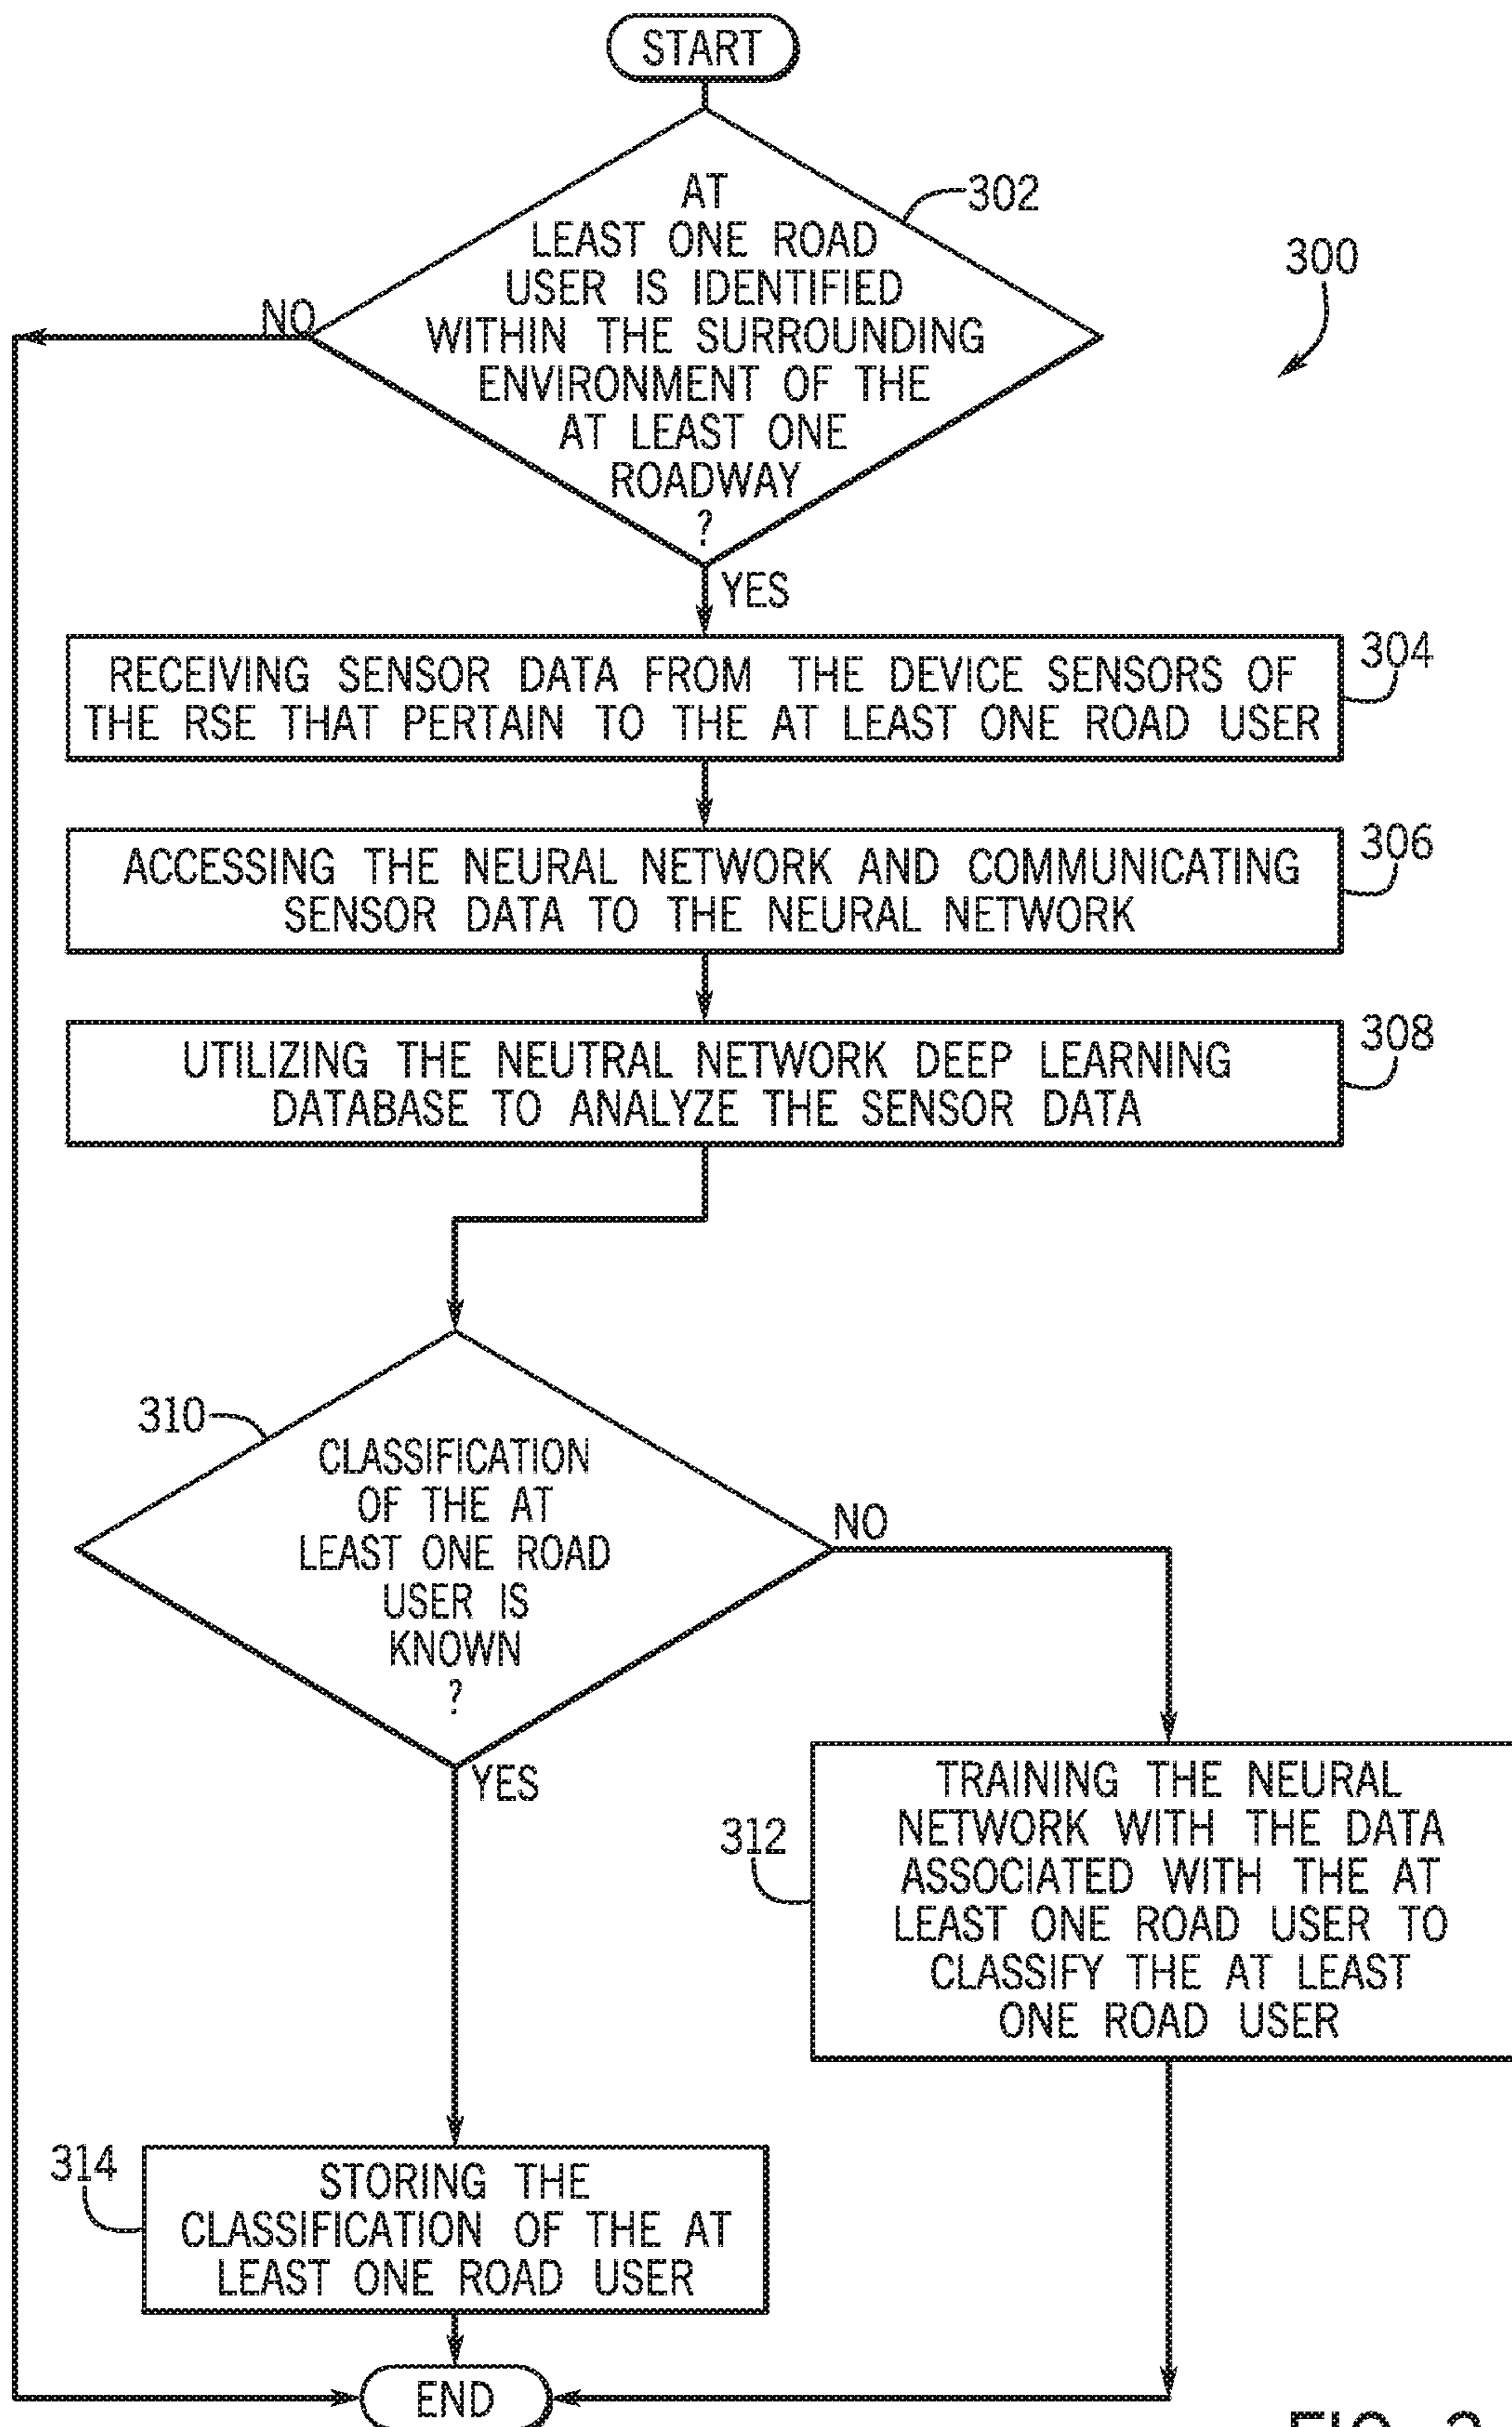 START
AT
LEAST ONE ROAD
USER IS IDENTIFIED
WITHIN THE SURROUNDING
ENVIRONMENT OF THE
AT LEAST ONE
ROADWAY
?
302
300
NO
YES
RECEIVING SENSOR DATA FROM THE DEVICE SENSORS OF
THE RSE THAT PERTAIN TO THE AT LEAST ONE ROAD USER
304
ACCESSING THE NEURAL NETWORK AND COMMUNICATING
SENSOR DATA TO THE NEURAL NETWORK
306
UTILIZING THE NEUTRAL NETWORK DEEP LEARNING
DATABASE TO ANALYZE THE SENSOR DATA
308
310
CLASSIFICATION
OF THE AT
LEAST ONE ROAD
USER IS
KNOWN
?
NO
YES
312
TRAINING THE NEURAL
NETWORK WITH THE DATA
ASSOCIATED WITH THE AT
LEAST ONE ROAD USER TO
CLASSIFY THE AT LEAST
ONE ROAD USER
314
STORING THE
CLASSIFICATION OF THE AT
LEAST ONE ROAD USER
END
FIG.